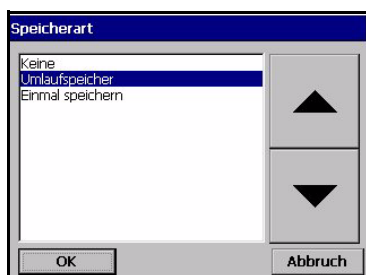 Speicherart
Keine
Umlaufspeicher
Einmal speichern
OK
Abbruch